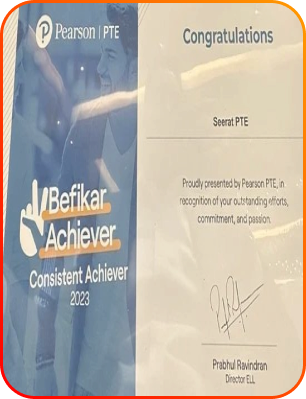 Pearson | PTE
Befikar
Achiever
Consistent Achiever
2023
Congratulations
Seerat PTE
Proudly presented by Pearson PTE, in
recognition of your outstanding efforts,
commitment, and passion.
Prabhul Ravindran
Director ELL